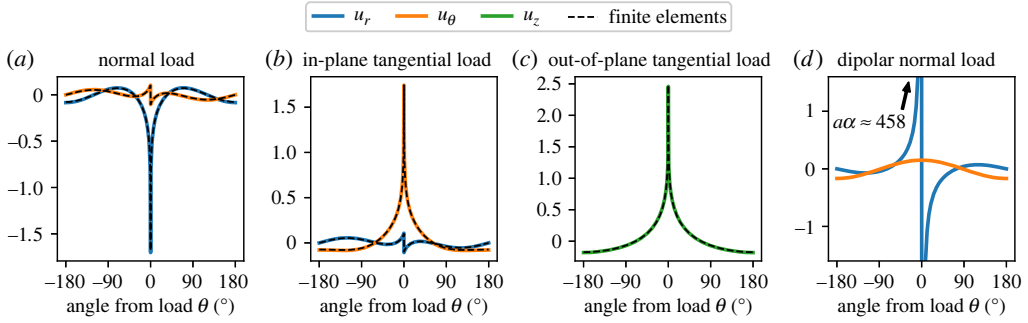 u_r u_θ u_z finite elements
(a) normal load
(b) in-plane tangential load
(c) out-of-plane tangential load
(d) dipolar normal load
0
−0.5
−1.0
−1.5
−180 −90 0 90 180
angle from load θ (°)
1.5
1.0
0.5
0
−180 −90 0 90 180
angle from load θ (°)
2.5
2.0
1.5
1.0
0.5
0
−180 −90 0 90 180
angle from load θ (°)
1
0
−1
aα ≈ 458
−180 −90 0 90 180
angle from load θ (°)